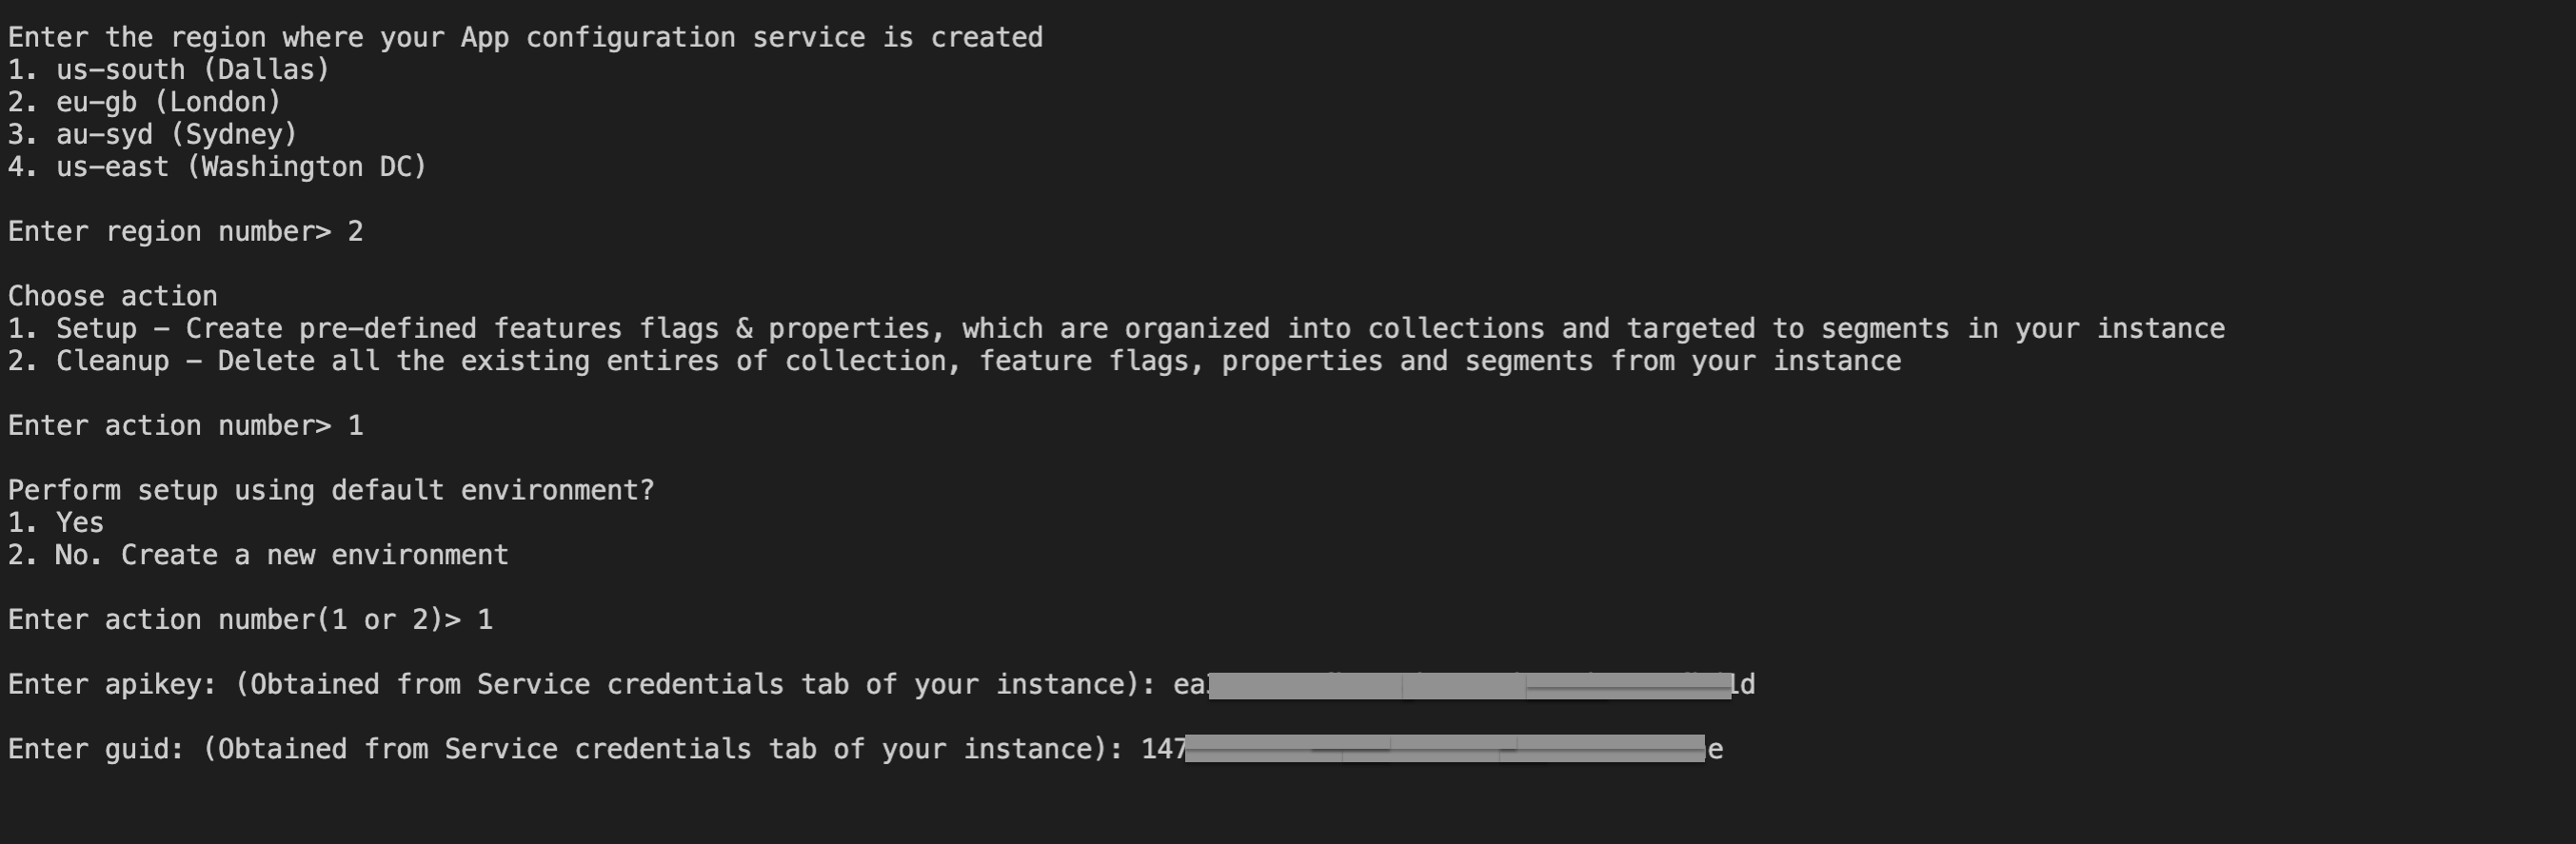 Enter the region where your App configuration service is created
1. us-south (Dallas)
2. eu-gb (London)
3. au-syd (Sydney)
4. us-east (Washington DC)
Enter region number> 2
Choose action
1. Setup - Create pre-defined features flags & properties, which are organized into collections and targeted to segments in your instance
2. Cleanup - Delete all the existing entires of collection, feature flags, properties and segments from your instance
Enter action number> 1
Perform setup using default environment?
1. Yes
2. No. Create a new environment
Enter action number(1 or 2)> 1
Enter apikey: (Obtained from Service credentials tab of your instance):
Enter guid: (Obtained from Service credentials tab of your instance):